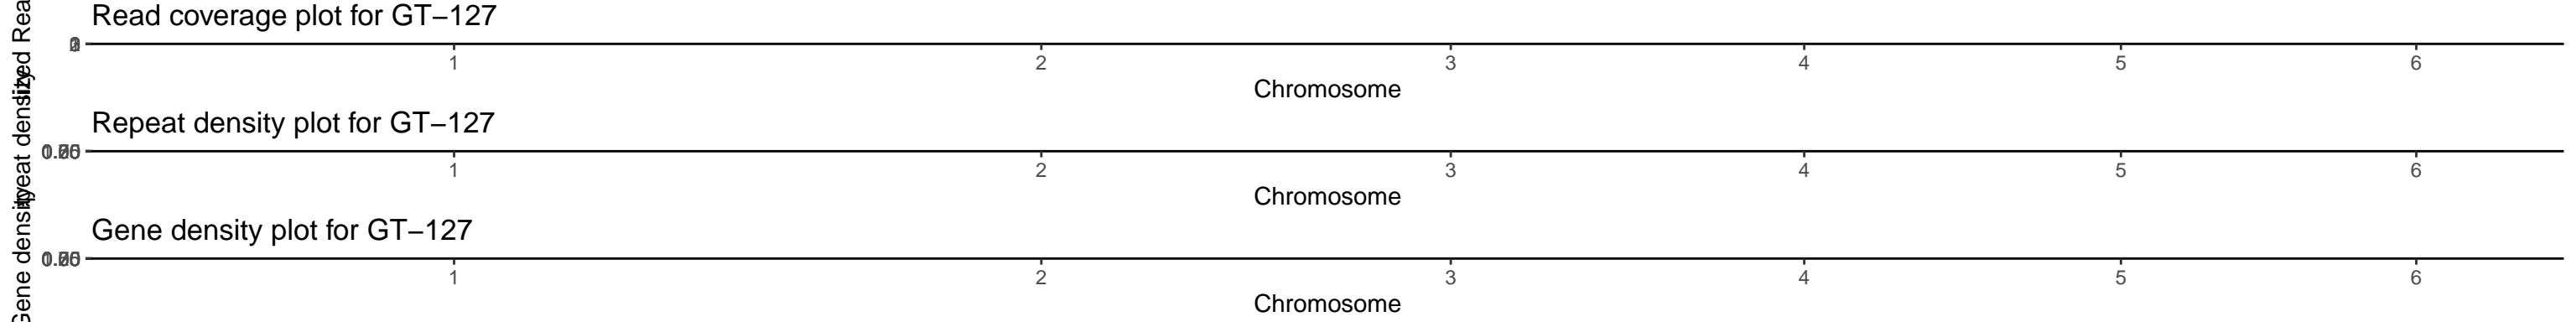 Read coverage plot for GT−127
1 2 3 4 5 6
Chromosome
Repeat density plot for GT−127
1 2 3 4 5 6
Chromosome
Gene density plot for GT−127
1 2 3 4 5 6
Chromosome
Gene density